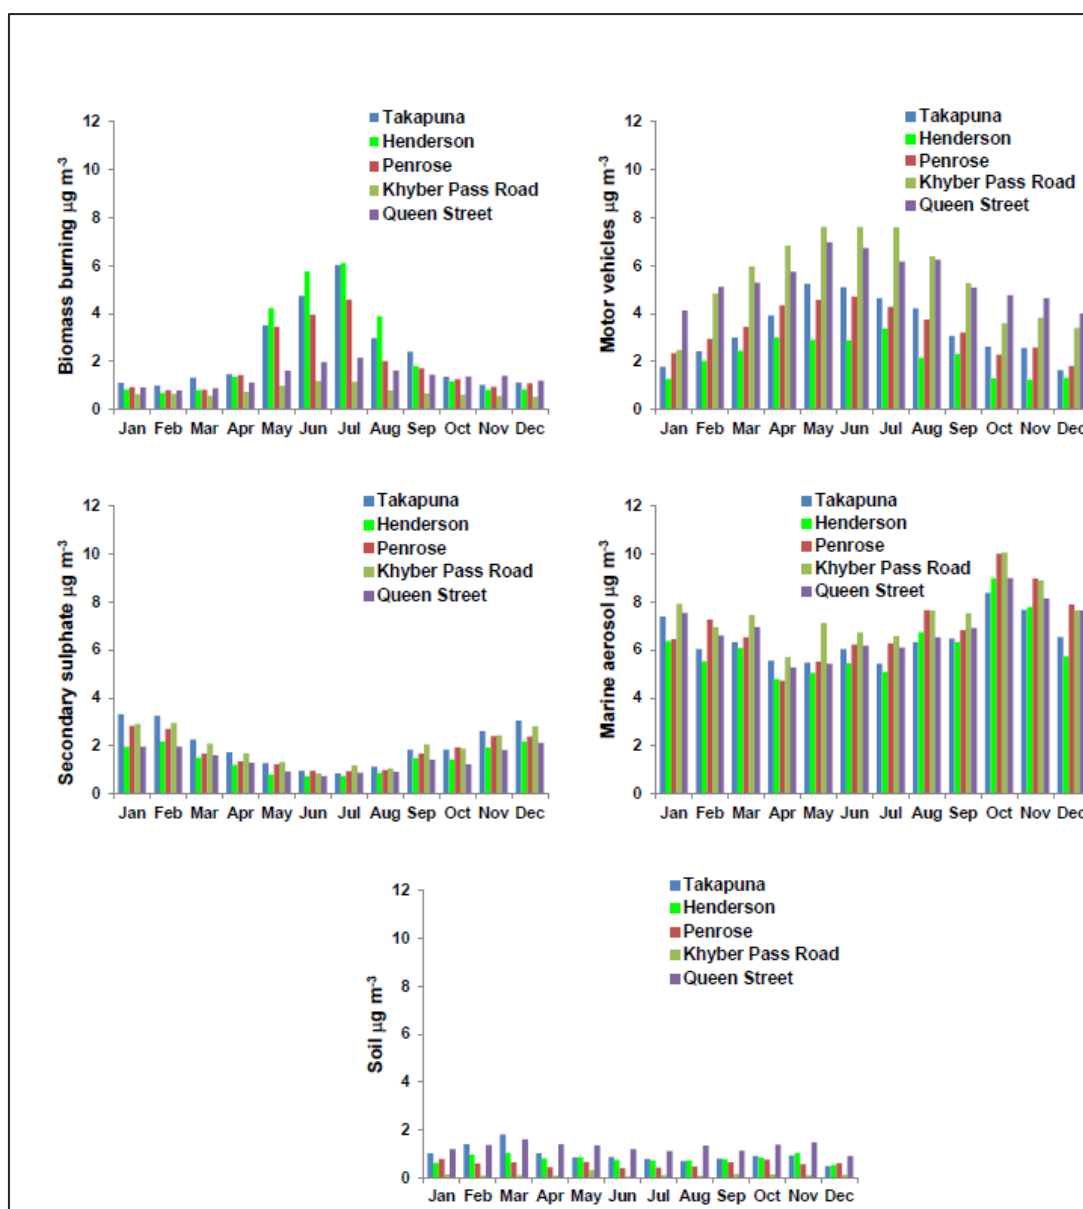 Takapuna
Henderson
Penrose
Khyber Pass Road
Queen Street
Biomass burning µg m-3
12
10
8
6
4
2
0
Jan Feb Mar Apr May Jun Jul Aug Sep Oct Nov Dec
Takapuna
Henderson
Penrose
Khyber Pass Road
Queen Street
Motor vehicles µg m-3
12
10
8
6
4
2
0
Jan Feb Mar Apr May Jun Jul Aug Sep Oct Nov Dec
Takapuna
Henderson
Penrose
Khyber Pass Road
Queen Street
Secondary sulphate µg m-3
12
10
8
6
4
2
0
Jan Feb Mar Apr May Jun Jul Aug Sep Oct Nov Dec
Takapuna
Henderson
Penrose
Khyber Pass Road
Queen Street
Marine aerosol µg m-3
12
10
8
6
4
2
0
Jan Feb Mar Apr May Jun Jul Aug Sep Oct Nov Dec
Takapuna
Henderson
Penrose
Khyber Pass Road
Queen Street
Soil µg m-3
12
10
8
6
4
2
0
Jan Feb Mar Apr May Jun Jul Aug Sep Oct Nov Dec